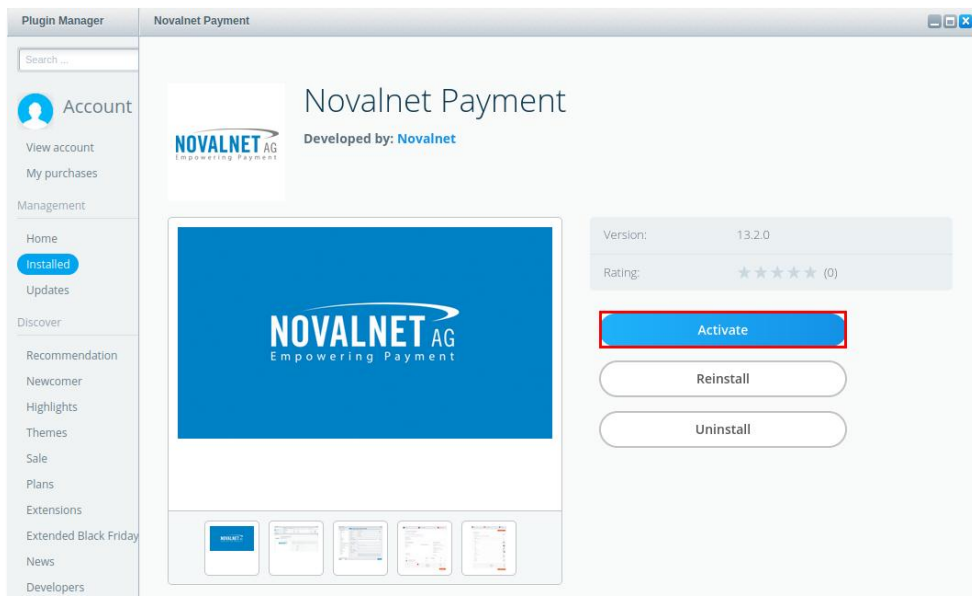 Plugin Manager
Novalnet Payment
Search ...
Account
View account
My purchases
Management
Home
Installed
Updates
Discover
Recommendation
Newcomer
Highlights
Themes
Sale
Plans
Extensions
Extended Black Friday
News
Developers
NOVALNET AG
Empowering Payment
Novalnet Payment
Developed by: Novalnet
NOVALNET AG
Empowering Payment
Version: 13.2.0
Rating: (0)
Activate
Reinstall
Uninstall